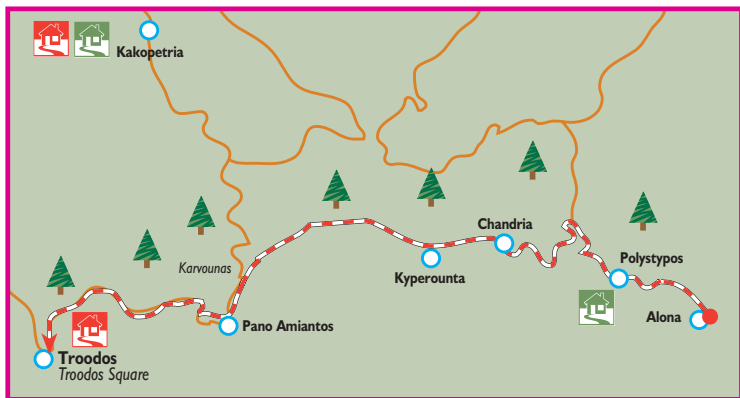 Kakopetria
Chandria
Karvounas
Kyperounta
Polystypos
Pano Amiantos
Alona
Troodos
Troodos Square